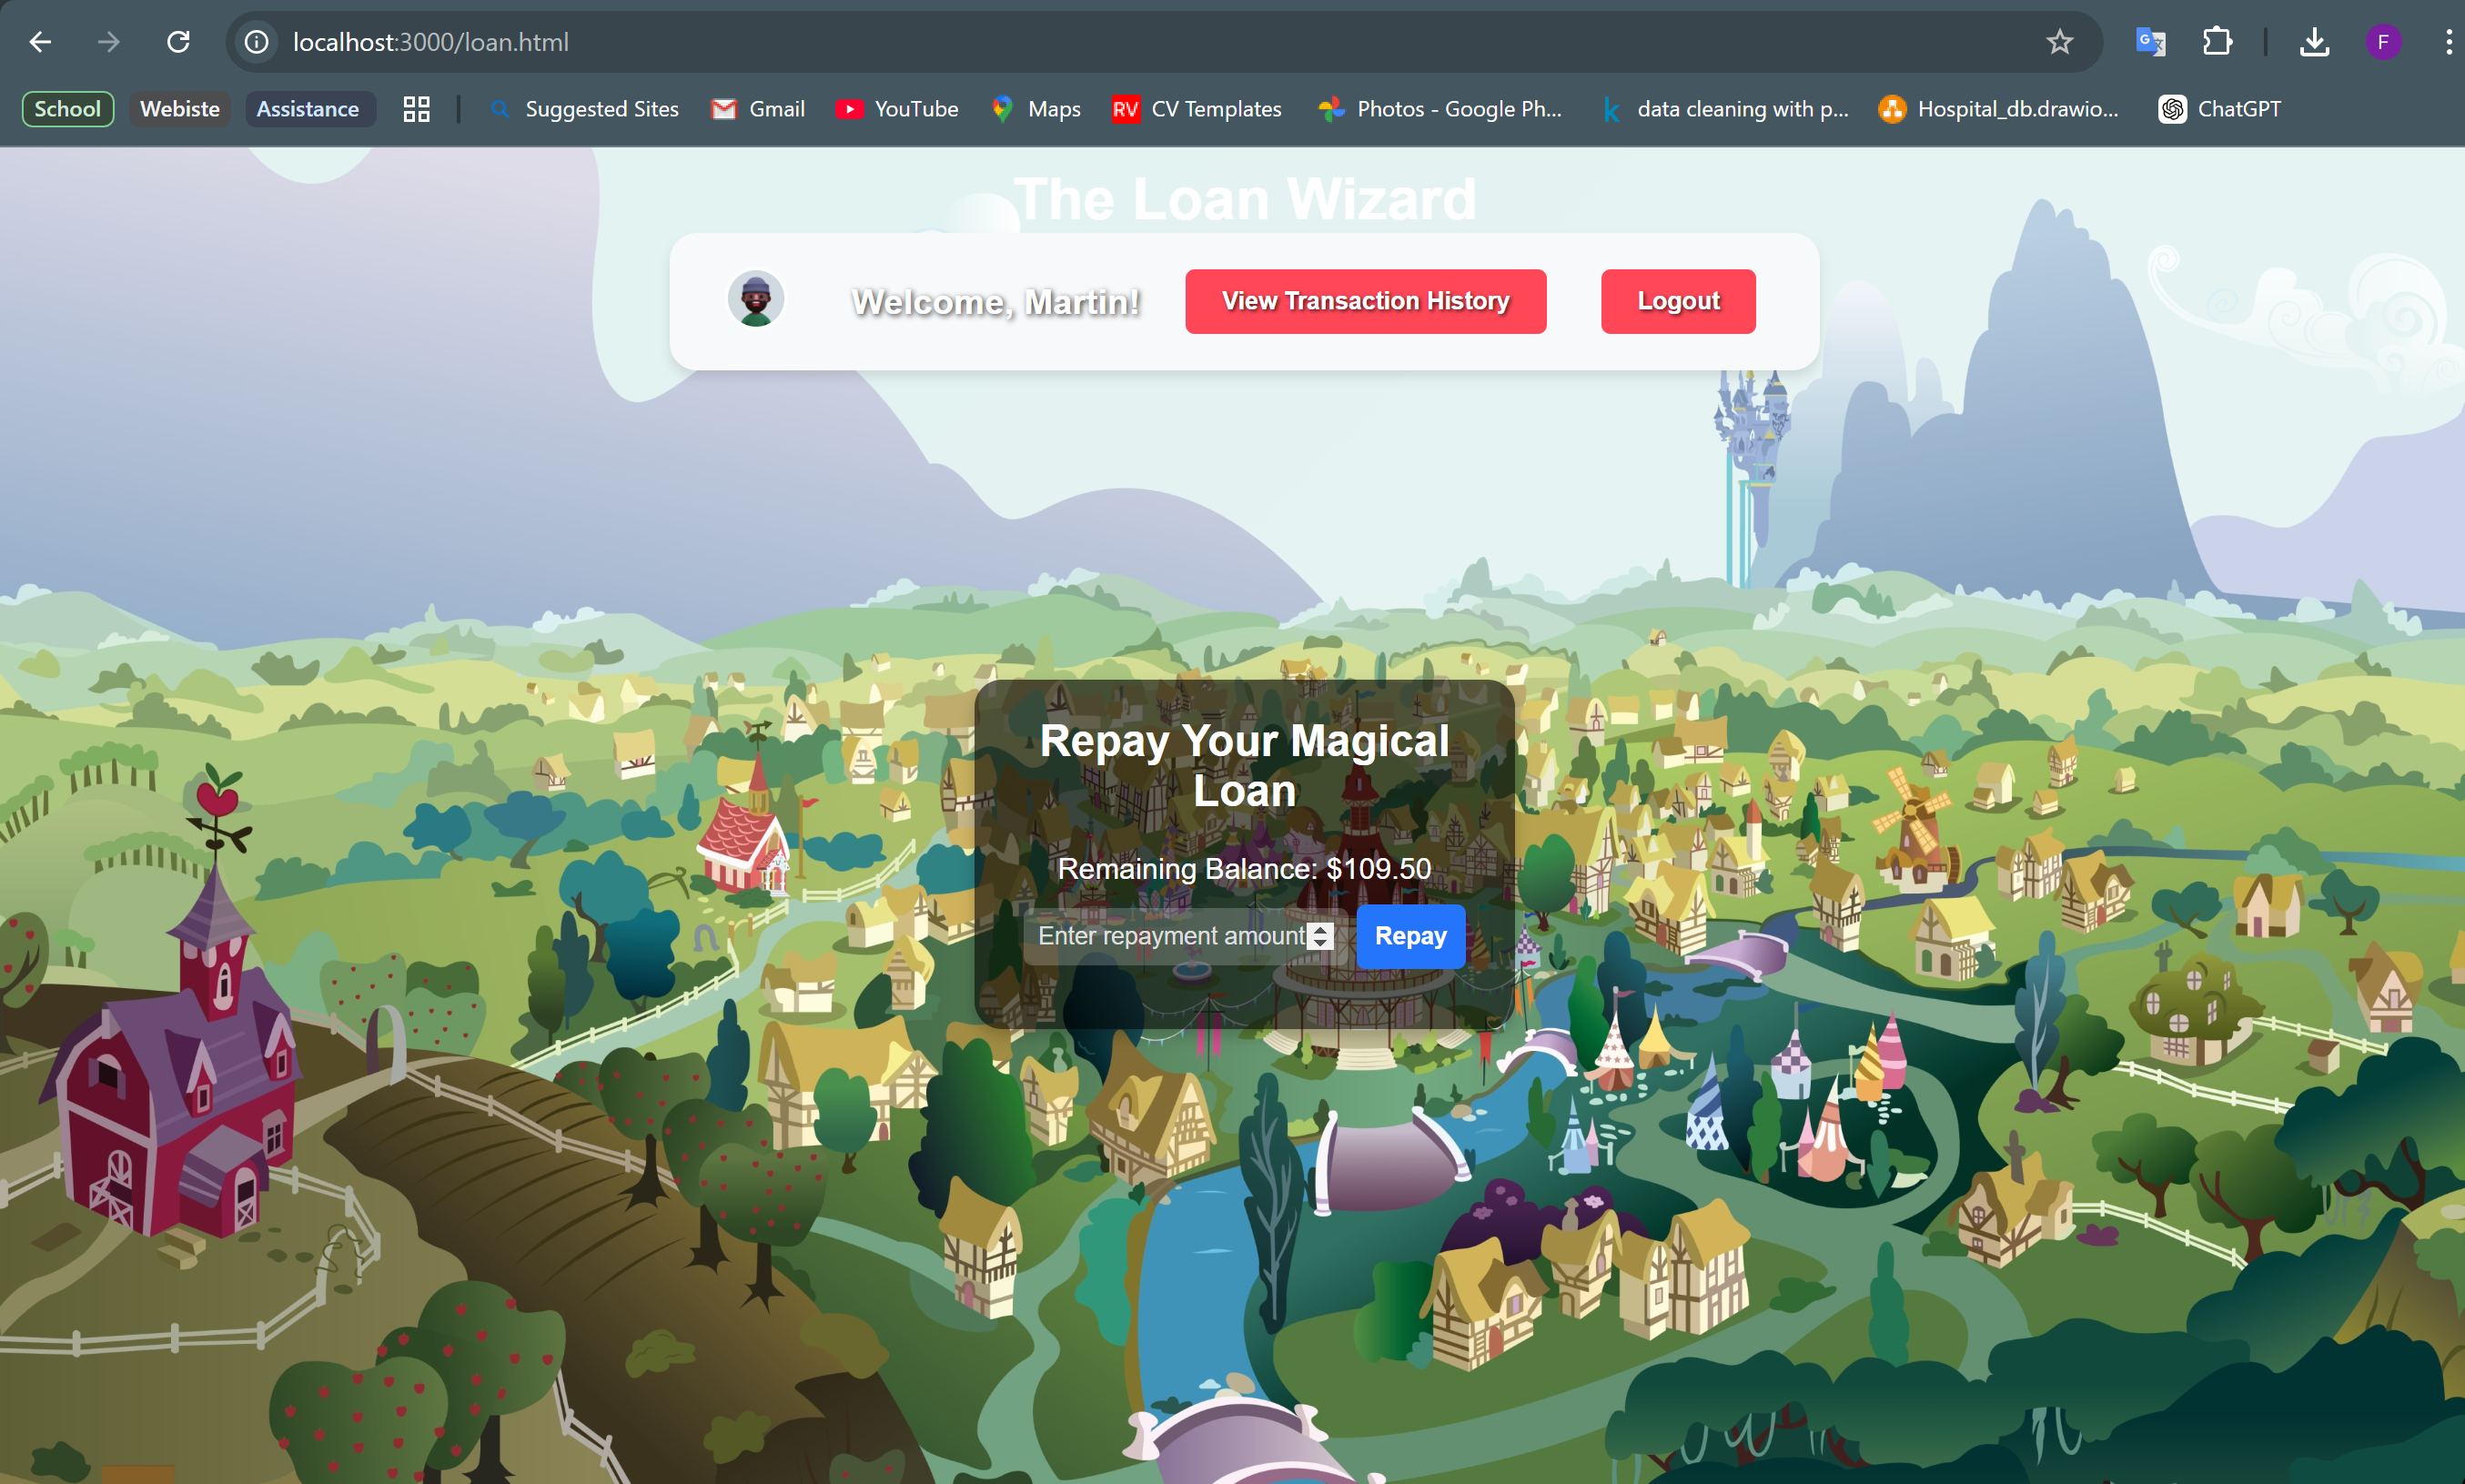 localhost:3000/loan.html
F
School Webiste Assistance Suggested Sites Gmail YouTube Maps RV CV Templates Photos - Google Ph... k data cleaning with p... Hospital_db.drawio... ChatGPT
The Loan Wizard
Welcome, Martin! View Transaction History Logout
Repay Your Magical
Loan
Remaining Balance: $109.50
Enter repayment amount Repay